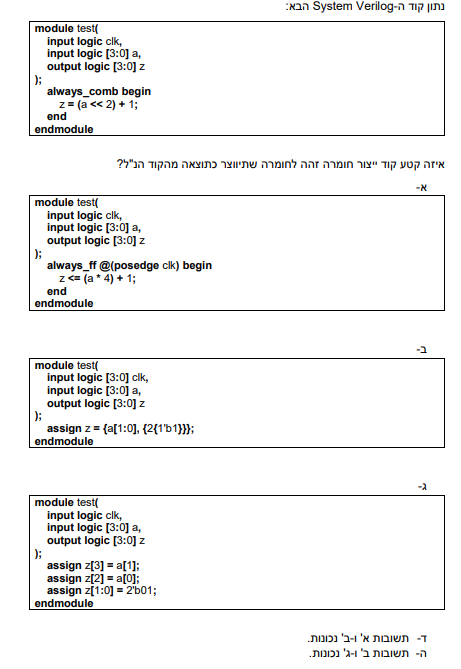 נתון קוד ה-System Verilog הבא:
module test(
input logic clk,
input logic [3:0] a,
output logic [3:0] z
);
always_comb begin
z = (a << 2) + 1;
end
endmodule
איזה קטע קוד ייצור חומרה זהה לחומרה שתיווצר כתוצאה מהקוד הנ"ל?
א-
module test(
input logic clk,
input logic [3:0] a,
output logic [3:0] z
);
always_ff @(posedge clk) begin
z <= (a * 4) + 1;
end
endmodule
ב-
module test(
input logic [3:0] clk,
input logic [3:0] a,
output logic [3:0] z
);
assign z = {a[1:0], {2{1'b1}}};
endmodule
ג-
module test(
input logic clk,
input logic [3:0] a,
output logic [3:0] z
);
assign z[3] = a[1];
assign z[2] = a[0];
assign z[1:0] = 2'b01;
endmodule
ד- תשובות א' ו-ב' נכונות.
ה- תשובות ב' ו-ג' נכונות.